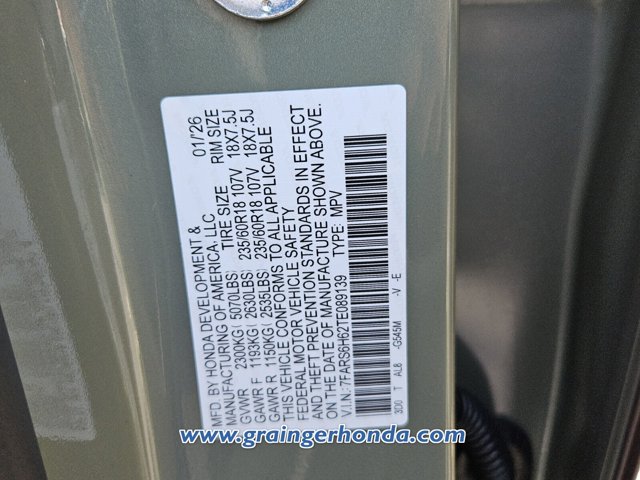 MFD. BY HONDA DEVELOPMENT &
MANUFACTURING OF AMERICA, LLC 01/26
GVWR 2300KG( 5070LBS) TIRE SIZE RIM SIZE
GAWR F 1193KG( 2630LBS) 235/60R18 107V 18X7.5J
GAWR R 1150KG( 2535LBS) 235/60R18 107V 18X7.5J
THIS VEHICLE CONFORMS TO ALL APPLICABLE
FEDERAL MOTOR VEHICLE SAFETY
AND THEFT PREVENTION STANDARDS IN EFFECT
ON THE DATE OF MANUFACTURE SHOWN ABOVE.
V.I.N.: 7FARS6H62TE089139 TYPE: MPV
3D0 T AL8 -G545M -V -E
www.graingerhonda.com